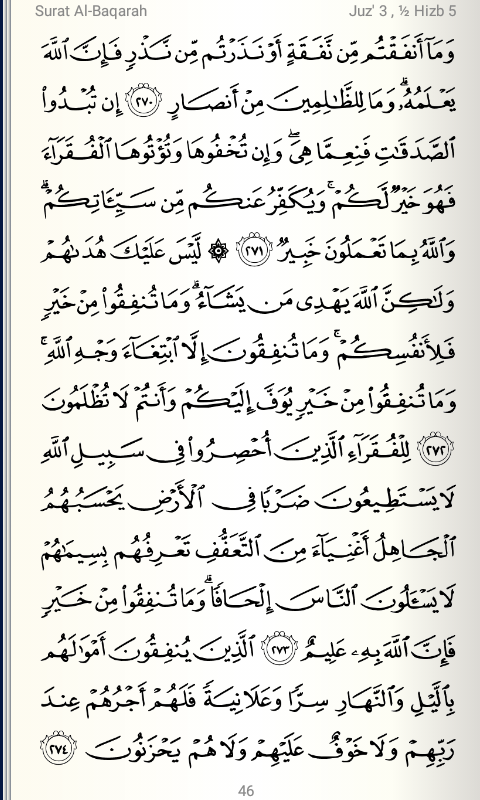 Surat Al-Baqarah Juz' 3 , ½ Hizb 5
وَمَآ أَنفَقْتُم مِّن نَّفَقَةٍ أَوْ نَذَرْتُم مِّن نَّذْرٍ فَإِنَّ ٱللَّهَ
يَعْلَمُهُۥۗ وَمَا لِلظَّٰلِمِينَ مِنْ أَنصَارٍ ٢٧٠ إِن تُبْدُوا۟
ٱلصَّدَقَٰتِ فَنِعِمَّا هِىَۖ وَإِن تُخْفُوهَا وَتُؤْتُوهَا ٱلْفُقَرَآءَ
فَهُوَ خَيْرٌ لَّكُمْۚ وَيُكَفِّرُ عَنكُم مِّن سَيِّـَٔاتِكُمْۗ
وَٱللَّهُ بِمَا تَعْمَلُونَ خَبِيرٌ ٢٧١ ۞ لَّيْسَ عَلَيْكَ هُدَىٰهُمْ
وَلَٰكِنَّ ٱللَّهَ يَهْدِى مَن يَشَآءُۗ وَمَا تُنفِقُوا۟ مِنْ خَيْرٍ
فَلِأَنفُسِكُمْۚ وَمَا تُنفِقُونَ إِلَّا ٱبْتِغَآءَ وَجْهِ ٱللَّهِۚ
وَمَا تُنفِقُوا۟ مِنْ خَيْرٍ يُوَفَّ إِلَيْكُمْ وَأَنتُمْ لَا تُظْلَمُونَ
٢٧٢ لِلْفُقَرَآءِ ٱلَّذِينَ أُحْصِرُوا۟ فِى سَبِيلِ ٱللَّهِ
لَا يَسْتَطِيعُونَ ضَرْبًا فِى ٱلْأَرْضِ يَحْسَبُهُمُ
ٱلْجَاهِلُ أَغْنِيَآءَ مِنَ ٱلتَّعَفُّفِ تَعْرِفُهُم بِسِيمَٰهُمْ
لَا يَسْـَٔلُونَ ٱلنَّاسَ إِلْحَافًاۗ وَمَا تُنفِقُوا۟ مِنْ خَيْرٍ
فَإِنَّ ٱللَّهَ بِهِۦ عَلِيمٌ ٢٧٣ ٱلَّذِينَ يُنفِقُونَ أَمْوَٰلَهُم
بِٱلَّيْلِ وَٱلنَّهَارِ سِرًّا وَعَلَانِيَةً فَلَهُمْ أَجْرُهُمْ عِندَ
رَبِّهِمْ وَلَا خَوْفٌ عَلَيْهِمْ وَلَا هُمْ يَحْزَنُونَ ٢٧٤
46